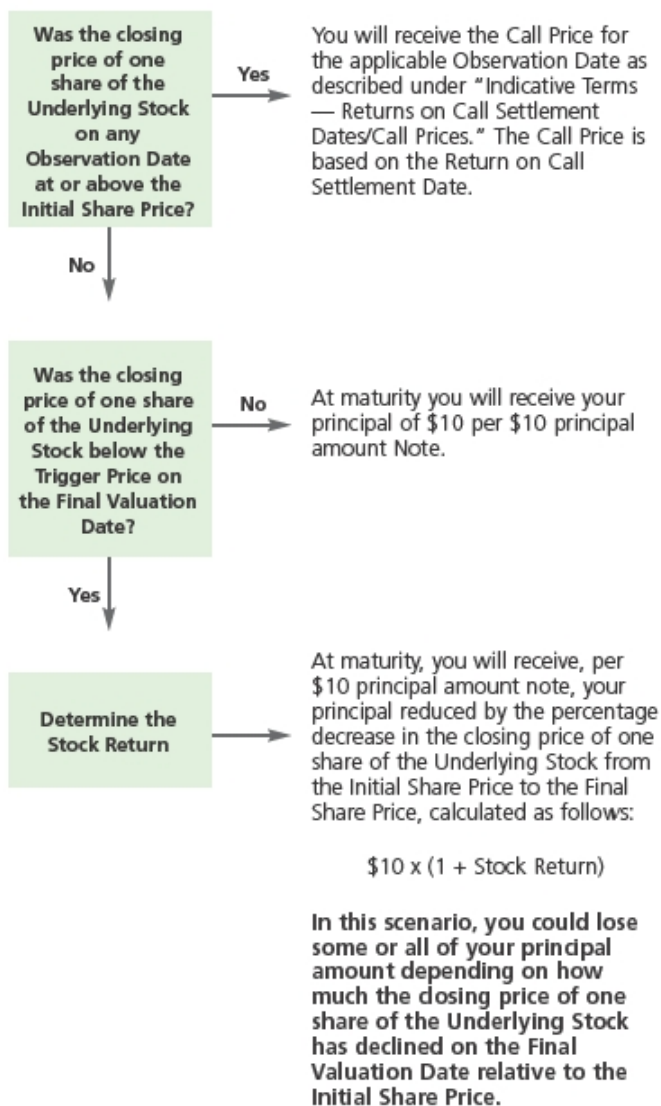 Was the closing
price of one
share of the
Underlying Stock
on any
Observation Date
at or above the
Initial Share Price?
Yes
You will receive the Call Price for
the applicable Observation Date as
described under “Indicative Terms
— Returns on Call Settlement
Dates/Call Prices.” The Call Price is
based on the Return on Call
Settlement Date.
No
Was the closing
price of one share
of the Underlying
Stock below the
Trigger Price on
the Final Valuation
Date?
No
At maturity you will receive your
principal of $10 per $10 principal
amount Note.
Yes
Determine the
Stock Return
At maturity, you will receive, per
$10 principal amount note, your
principal reduced by the percentage
decrease in the closing price of one
share of the Underlying Stock from
the Initial Share Price to the Final
Share Price, calculated as follows:
$10 x (1 + Stock Return)
In this scenario, you could lose
some or all of your principal
amount depending on how
much the closing price of one
share of the Underlying Stock
has declined on the Final
Valuation Date relative to the
Initial Share Price.